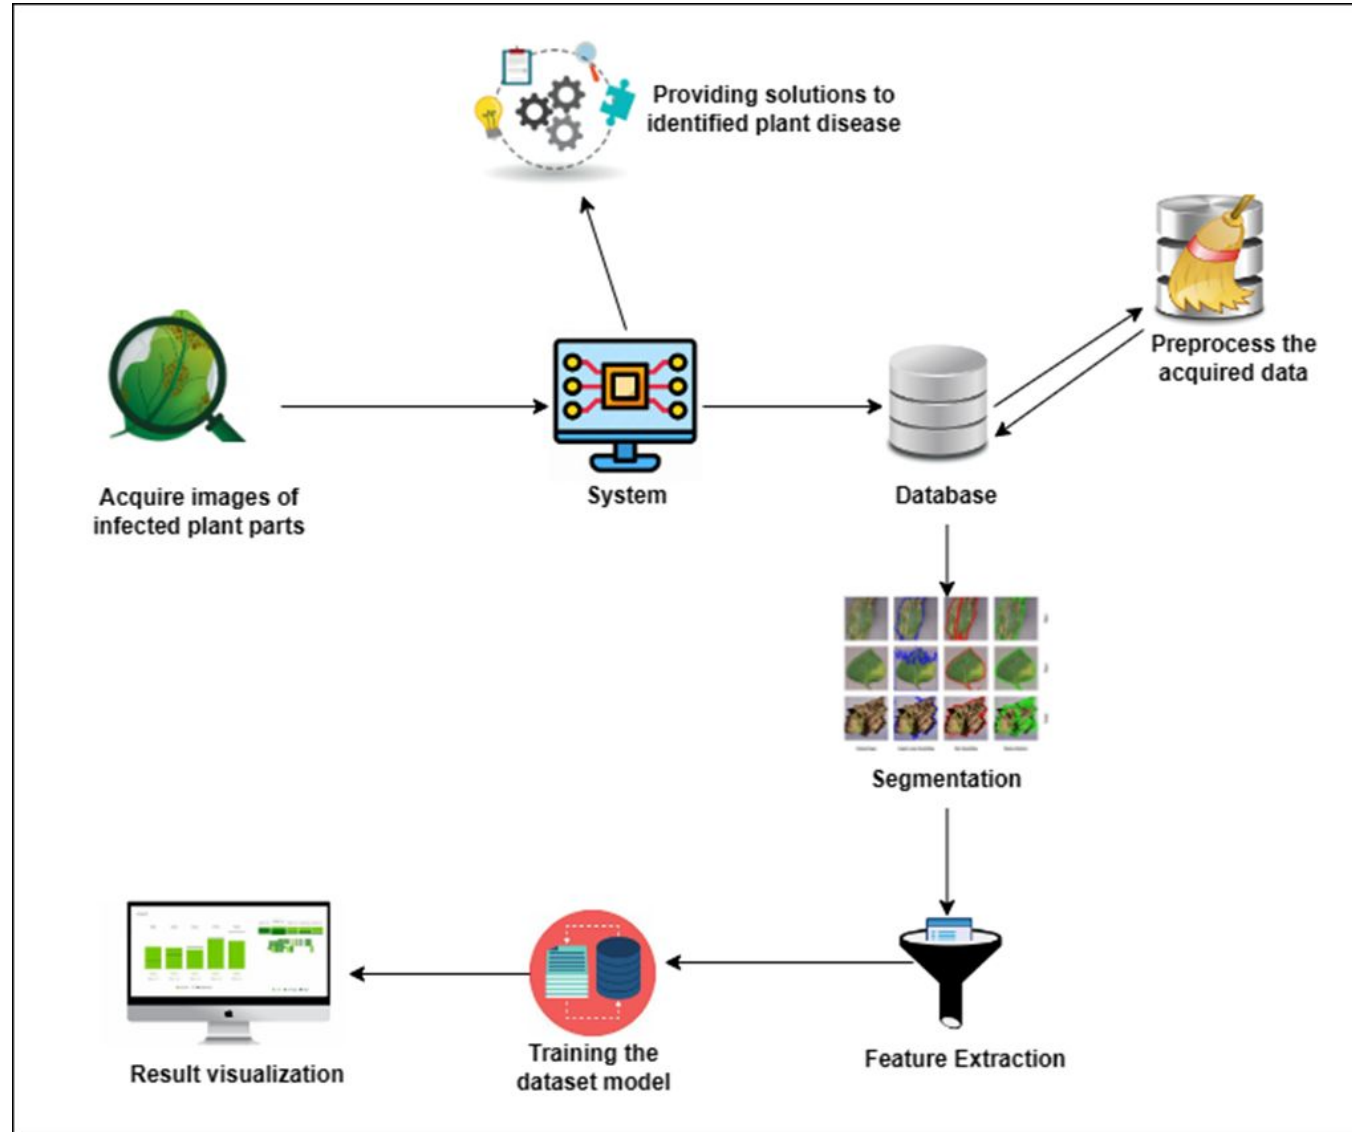 Providing solutions to
identified plant disease
Preprocess the
acquired data
Acquire images of
infected plant parts
System
Database
Segmentation
Feature Extraction
Training the
dataset model
Result visualization